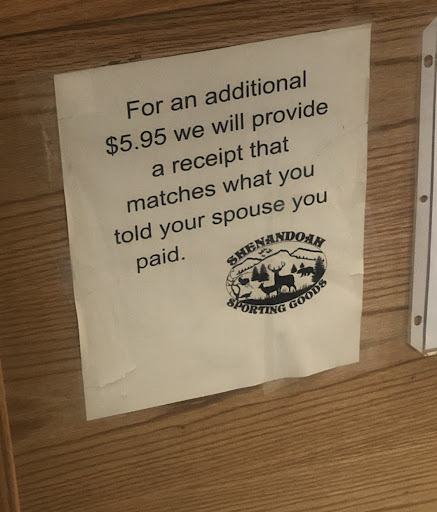 For an additional
$5.95 we will provide
a receipt that
matches what you
told your spouse you
paid.
SHENANDOAH
SPORTING GOODS